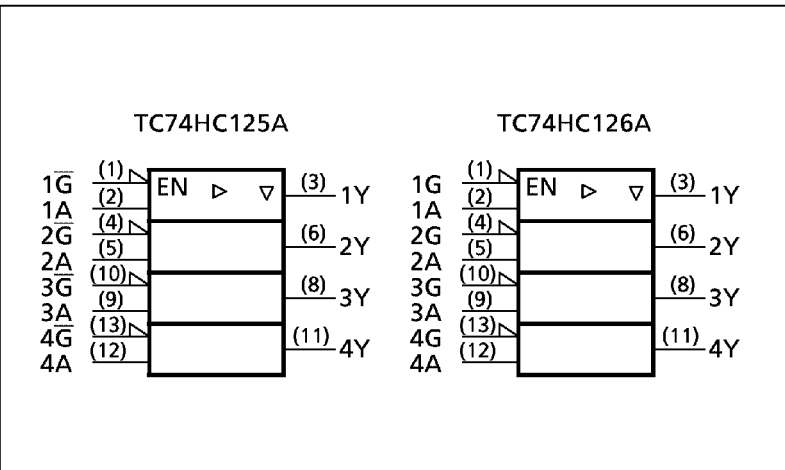 TC74HC125A
1G̅ (1) EN (3) 1Y
1A (2)
2G̅ (4) (6) 2Y
2A (5)
3G̅ (10) (8) 3Y
3A (9)
4G̅ (13) (11) 4Y
4A (12)
TC74HC126A
1G (1) EN (3) 1Y
1A (2)
2G (4) (6) 2Y
2A (5)
3G (10) (8) 3Y
3A (9)
4G (13) (11) 4Y
4A (12)